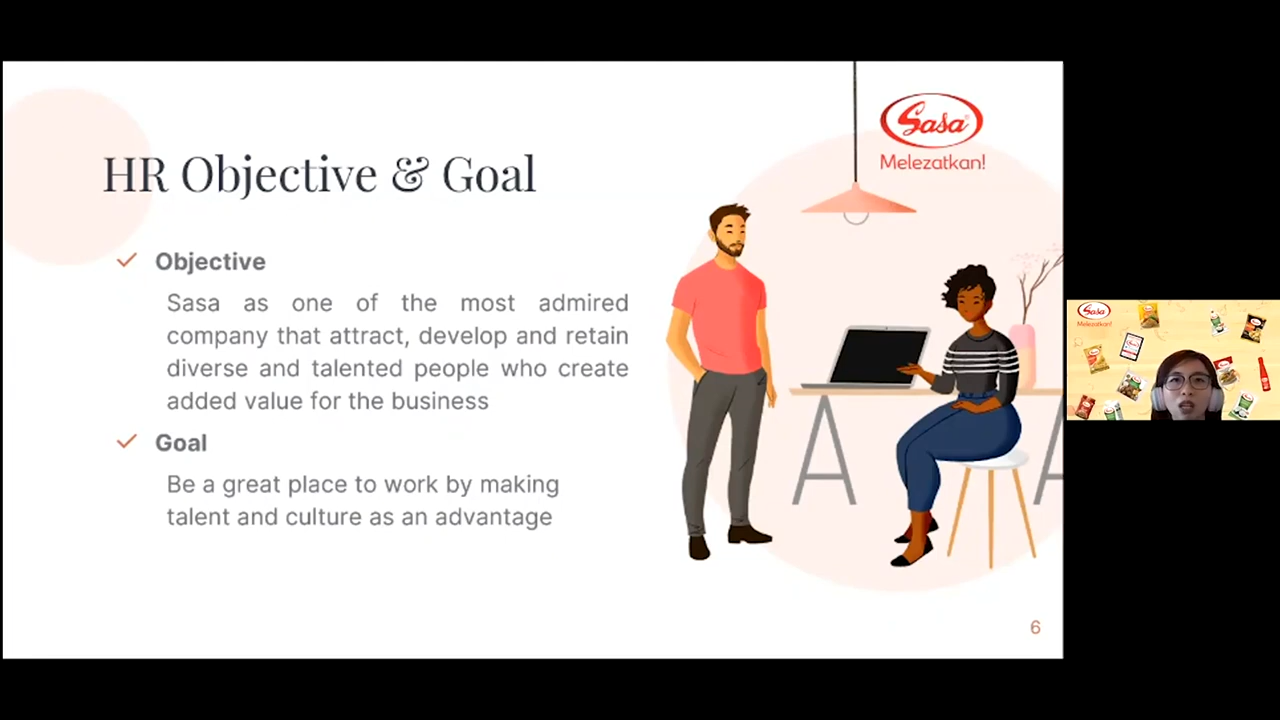 Sasa
Melezatkan!
HR Objective & Goal
Objective
Sasa as one of the most admired
company that attract, develop and retain
diverse and talented people who create
added value for the business
Goal
Be a great place to work by making
talent and culture as an advantage
6
Sasa
Melezatkan!